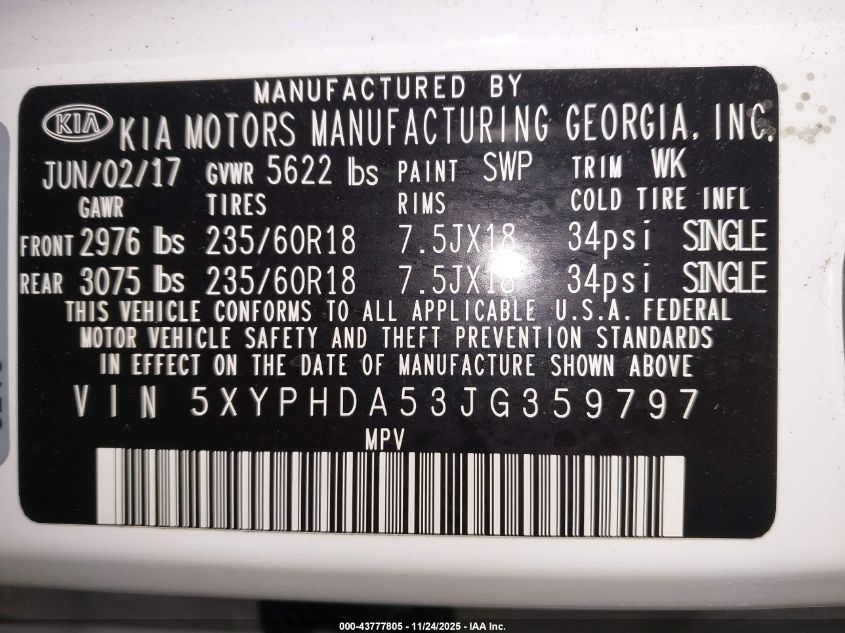 MANUFACTURED BY
KIA KIA MOTORS MANUFACTURING GEORGIA, INC.
JUN/02/17 GVWR 5622 lbs PAINT SWP TRIM WK
GAWR TIRES RIMS COLD TIRE INFL
FRONT 2976 lbs 235/60R18 7.5JX18 34psi SINGLE
REAR 3075 lbs 235/60R18 7.5JX18 34psi SINGLE
THIS VEHICLE CONFORMS TO ALL APPLICABLE U.S.A. FEDERAL
MOTOR VEHICLE SAFETY AND THEFT PREVENTION STANDARDS
IN EFFECT ON THE DATE OF MANUFACTURE SHOWN ABOVE
VIN 5XYPHDA53JG359797
MPV
000-43777805 - 11/24/2025 - IAA Inc.